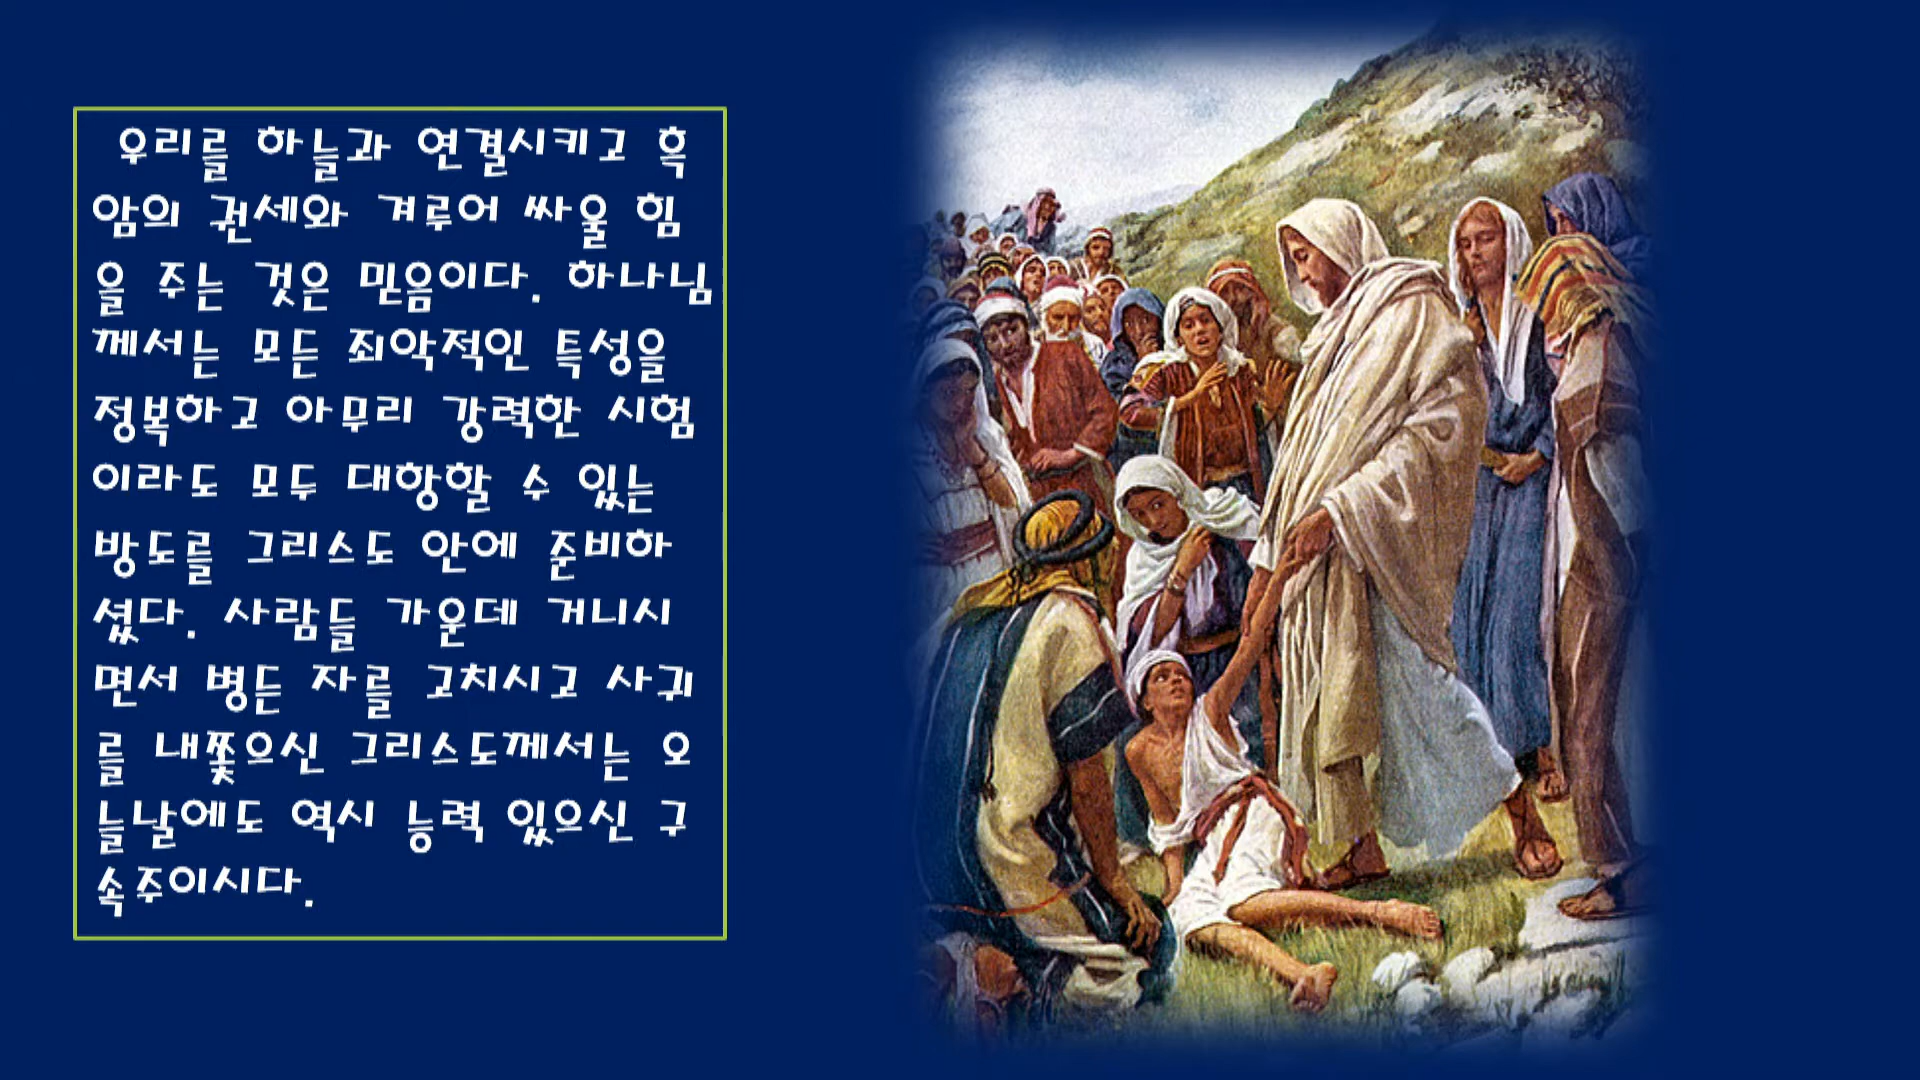 우리를 하늘과 연결시키고 흑
암의 권세와 겨루어 싸울 힘
을 주는 것은 믿음이다. 하나님
께서는 모든 죄악적인 특성을
정복하고 아무리 강력한 시험
이라도 모두 대항할 수 있는
방도를 그리스도 안에 준비하
셨다. 사람들 가운데 거니시
면서 병든 자를 고치시고 사귀
를 내쫓으신 그리스도께서는 오
늘날에도 역시 능력 있으신 구
속주이시다.